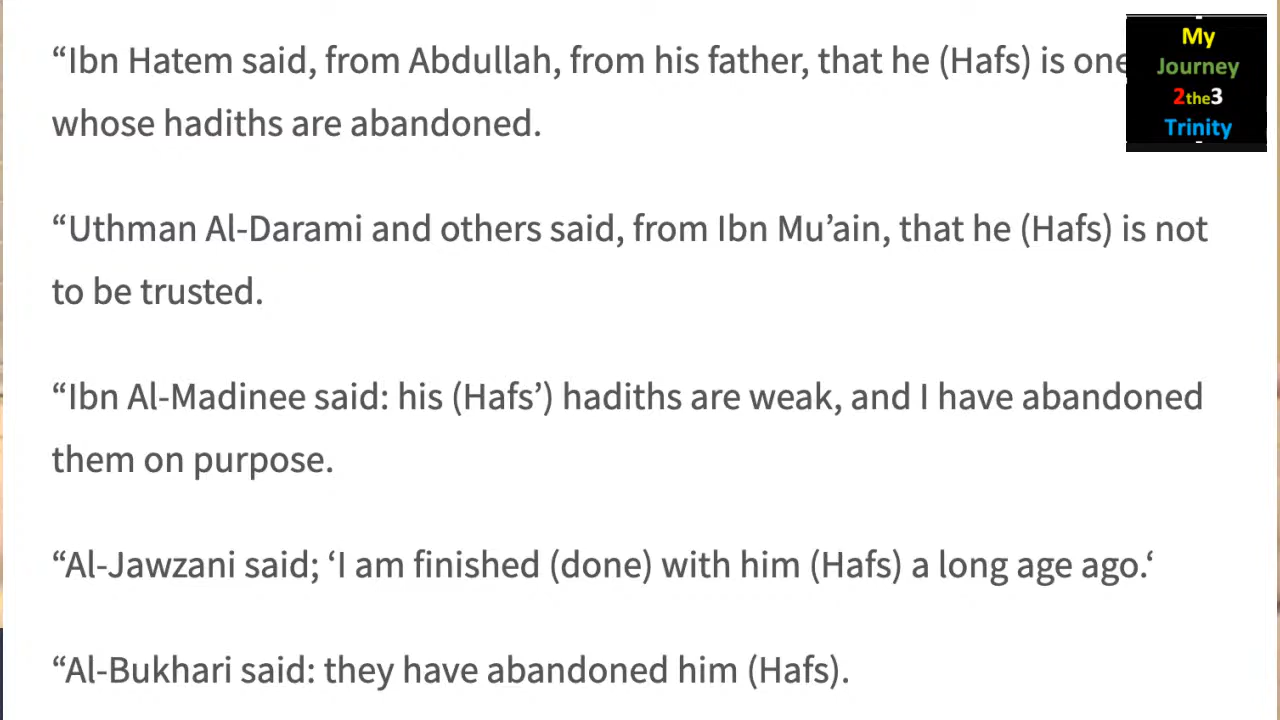 “Ibn Hatem said, from Abdullah, from his father, that he (Hafs) is one
whose hadiths are abandoned.
“Uthman Al-Darami and others said, from Ibn Mu’ain, that he (Hafs) is not
to be trusted.
“Ibn Al-Madinee said: his (Hafs’) hadiths are weak, and I have abandoned
them on purpose.
“Al-Jawzani said; ‘I am finished (done) with him (Hafs) a long age ago.‘
“Al-Bukhari said: they have abandoned him (Hafs).
My
Journey
2the3
Trinity